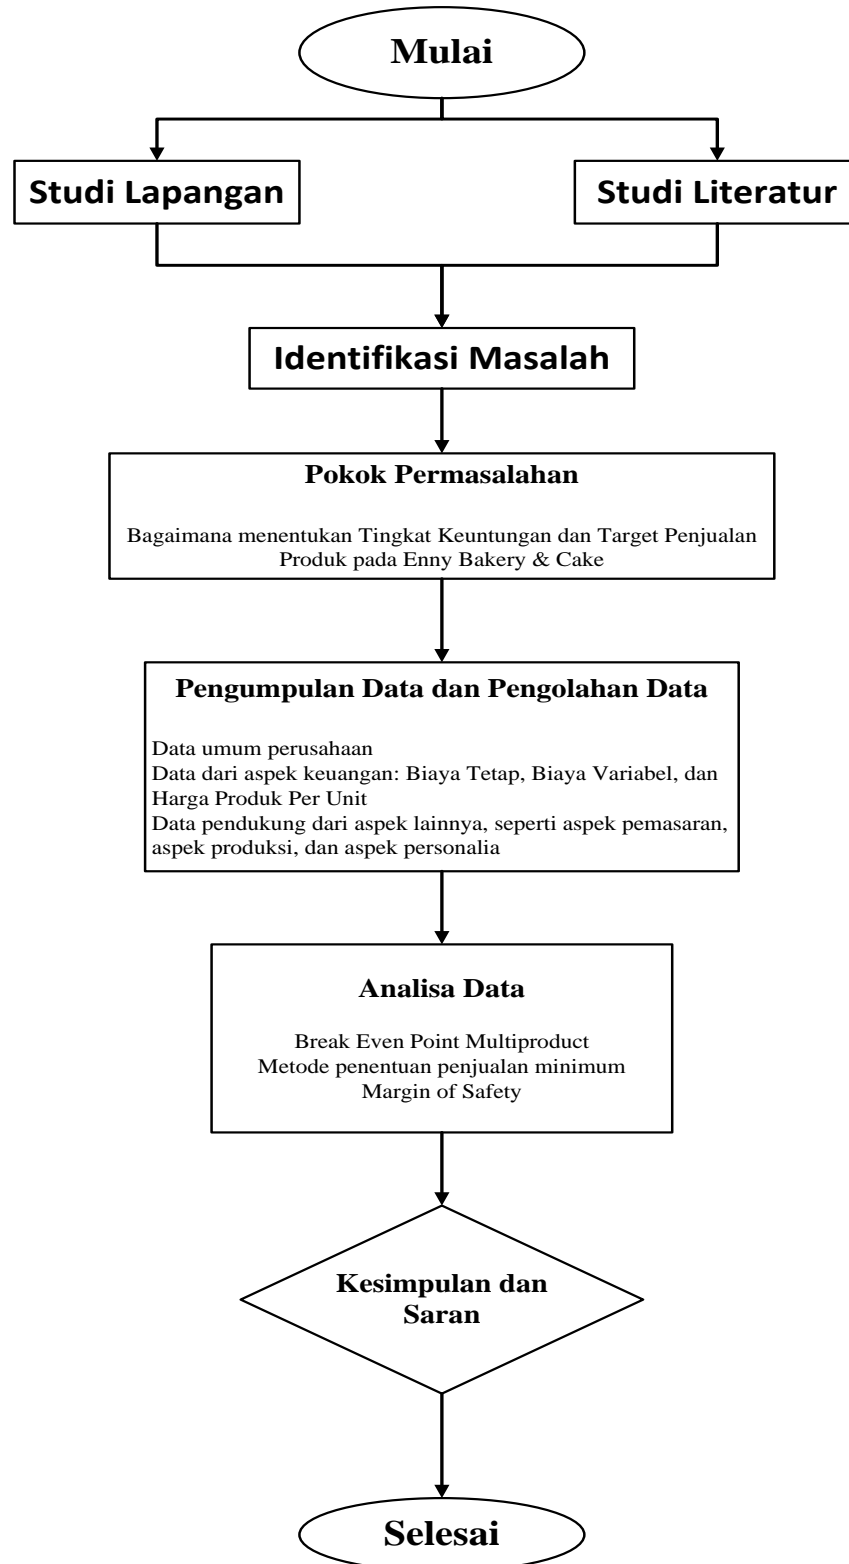 Mulai
Studi Lapangan
Studi Literatur
Identifikasi Masalah
Pokok Permasalahan
Bagaimana menentukan Tingkat Keuntungan dan Target Penjualan
Produk pada Enny Bakery & Cake
Pengumpulan Data dan Pengolahan Data
Data umum perusahaan
Data dari aspek keuangan: Biaya Tetap, Biaya Variabel, dan
Harga Produk Per Unit
Data pendukung dari aspek lainnya, seperti aspek pemasaran,
aspek produksi, dan aspek personalia
Analisa Data
Break Even Point Multiproduct
Metode penentuan penjualan minimum
Margin of Safety
Kesimpulan dan
Saran
Selesai